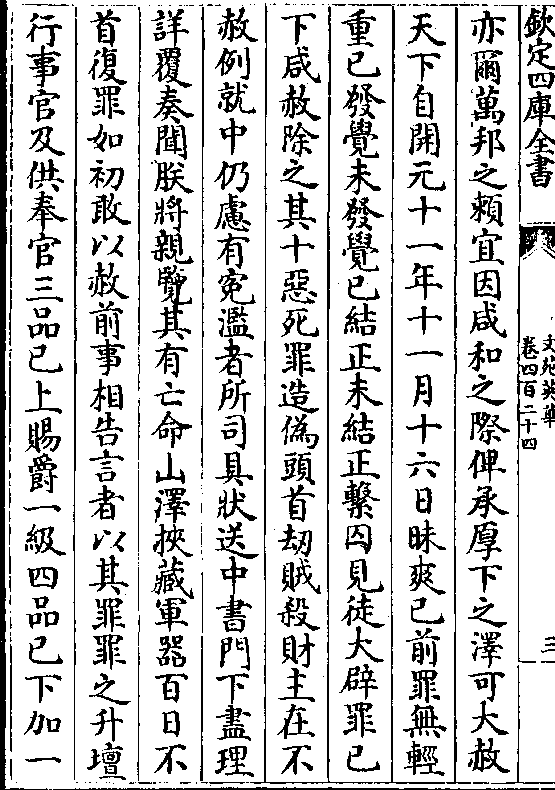 欽定四庫全書
文苑英華
卷四百二十四
三
亦爾萬邦之賴宜因咸和之際俾承厚下之澤可大赦
天下自開元十一年十一月十六日昧爽已前罪無輕
重已發覺未發覺已結正未結正繫囚見徒大辟罪已
下咸赦除之其十惡死罪造偽頭首劫賊殺財主在不
赦例就中仍慮有寃濫者所司具狀送中書門下盡理
詳覆奏聞朕將親覽其有亡命山澤挾藏軍器百日不
首復罪如初敢以赦前事相告言者以其罪罪之升壇
行事官及供奉官三品已上賜爵一級四品已下加一